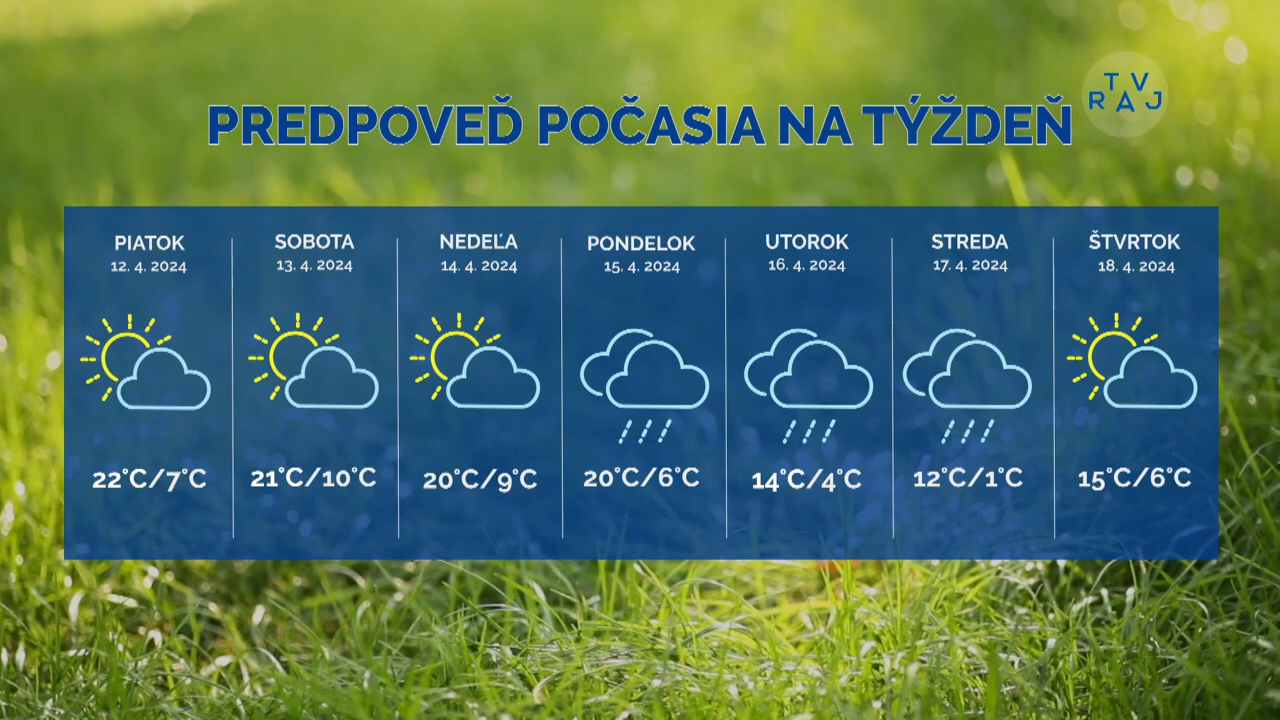 TV
RAJ
PREDPOVEĎ POČASIA NA TÝŽDEŇ
PIATOK
12. 4. 2024
22°C/7°C
SOBOTA
13. 4. 2024
21°C/10°C
NEDEĽA
14. 4. 2024
20°C/9°C
PONDELOK
15. 4. 2024
20°C/6°C
UTOROK
16. 4. 2024
14°C/4°C
STREDA
17. 4. 2024
12°C/1°C
ŠTVRTOK
18. 4. 2024
15°C/6°C